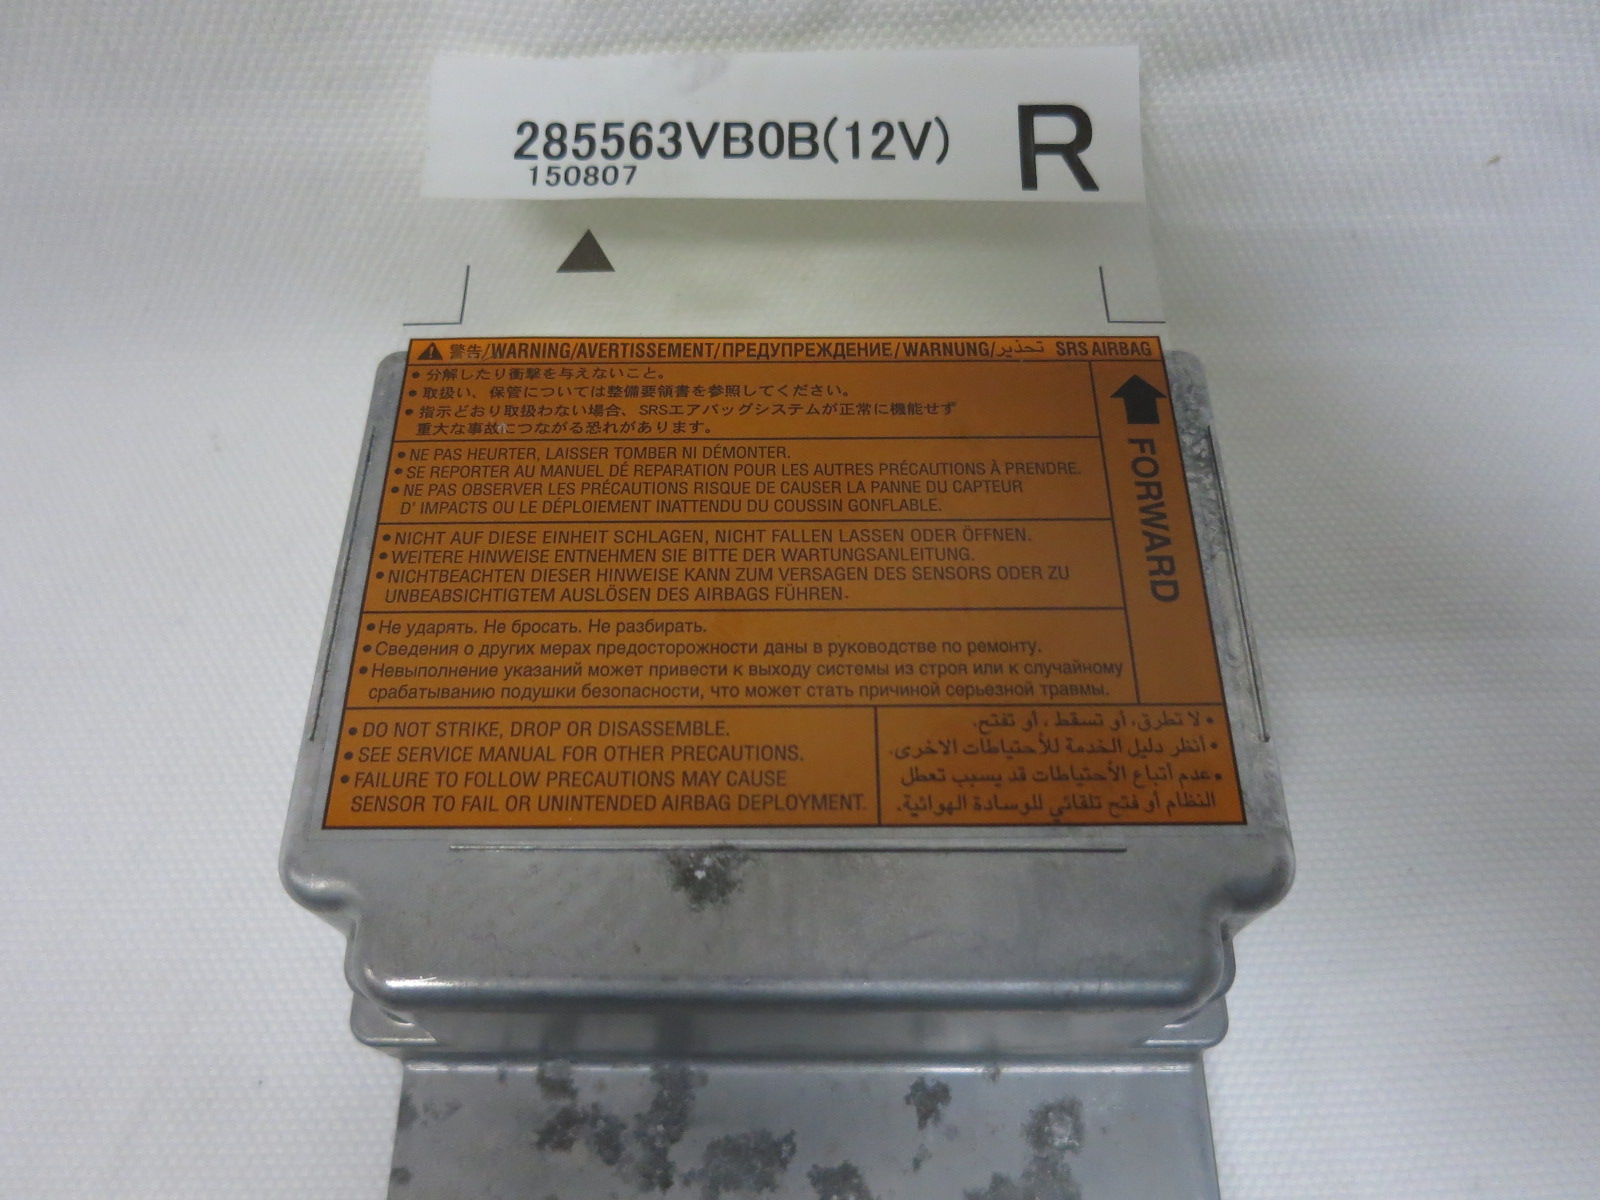 285563VB0B(12V) R
150807
警告/WARNING/AVERTISSEMENT/ПРЕДУПРЕЖДЕНИЕ/WARNUNG/تحذير SRS AIRBAG
• 分解したり衝撃を与えないこと。
• 取扱い、保管については整備要領書を参照してください。
• 指示どおり取扱わない場合、SRSエアバッグシステムが正常に機能せず
重大な事故につながる恐れがあります。
FORWARD
• NE PAS HEURTER, LAISSER TOMBER NI DÉMONTER.
• SE REPORTER AU MANUEL DÉ REPARATION POUR LES AUTRES PRÉCAUTIONS À PRENDRE.
• NE PAS OBSERVER LES PRÉCAUTIONS RISQUE DE CAUSER LA PANNE DU CAPTEUR
D' IMPACTS OU LE DÉPLOIEMENT INATTENDU DU COUSSIN GONFLABLE.
• NICHT AUF DIESE EINHEIT SCHLAGEN, NICHT FALLEN LASSEN ODER ÖFFNEN.
• WEITERE HINWEISE ENTNEHMEN SIE BITTE DER WARTUNGSANLEITUNG.
• NICHTBEACHTEN DIESER HINWEISE KANN ZUM VERSAGEN DES SENSORS ODER ZU
UNBEABSICHTIGTEM AUSLÖSEN DES AIRBAGS FÜHREN.
• Не ударять. Не бросать. Не разбирать.
• Сведения о других мерах предосторожности даны в руководстве по ремонту.
• Невыполнение указаний может привести к выходу системы из строя или к случайному
срабатыванию подушки безопасности, что может стать причиной серьезной травмы.
• DO NOT STRIKE, DROP OR DISASSEMBLE.
• SEE SERVICE MANUAL FOR OTHER PRECAUTIONS.
• FAILURE TO FOLLOW PRECAUTIONS MAY CAUSE
SENSOR TO FAIL OR UNINTENDED AIRBAG DEPLOYMENT.
• لا تطرق، أو تسقط ، أو تفتح.
• أنظر دليل الخدمة للأحتياطات الاخرى.
• عدم أتباع الأحتياطات قد يسبب تعطل
النظام أو فتح تلقائي للوسادة الهوائية.